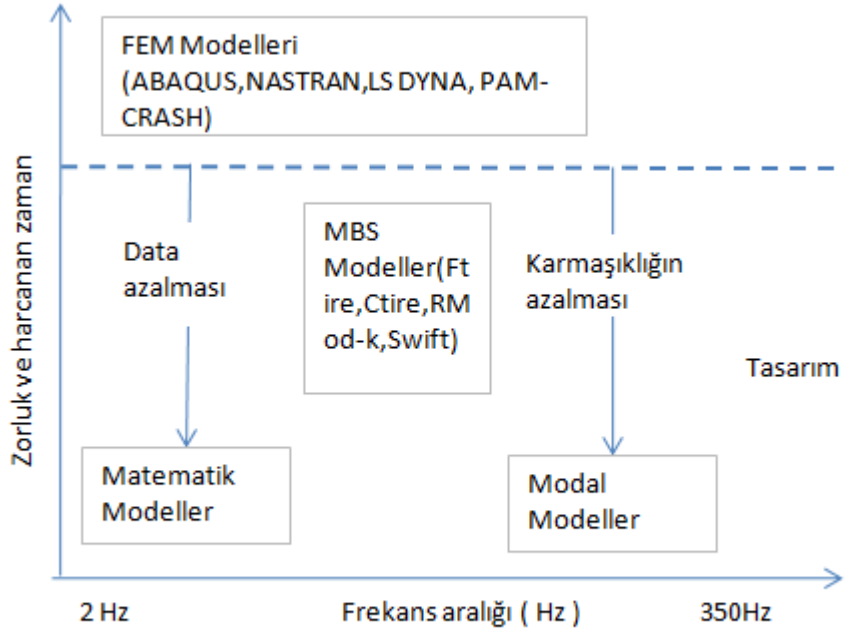 FEM Modelleri
(ABAQUS,NASTRAN,LS DYNA, PAM-
CRASH)
Zorluk ve harcanan zaman
Data
azalması
MBS
Modeller(Ft
ire,Ctire,RM
od-k,Swift)
Karmaşıklığın
azalması
Tasarım
Matematik
Modeller
Modal
Modeller
2 Hz
Frekans aralığı ( Hz )
350Hz